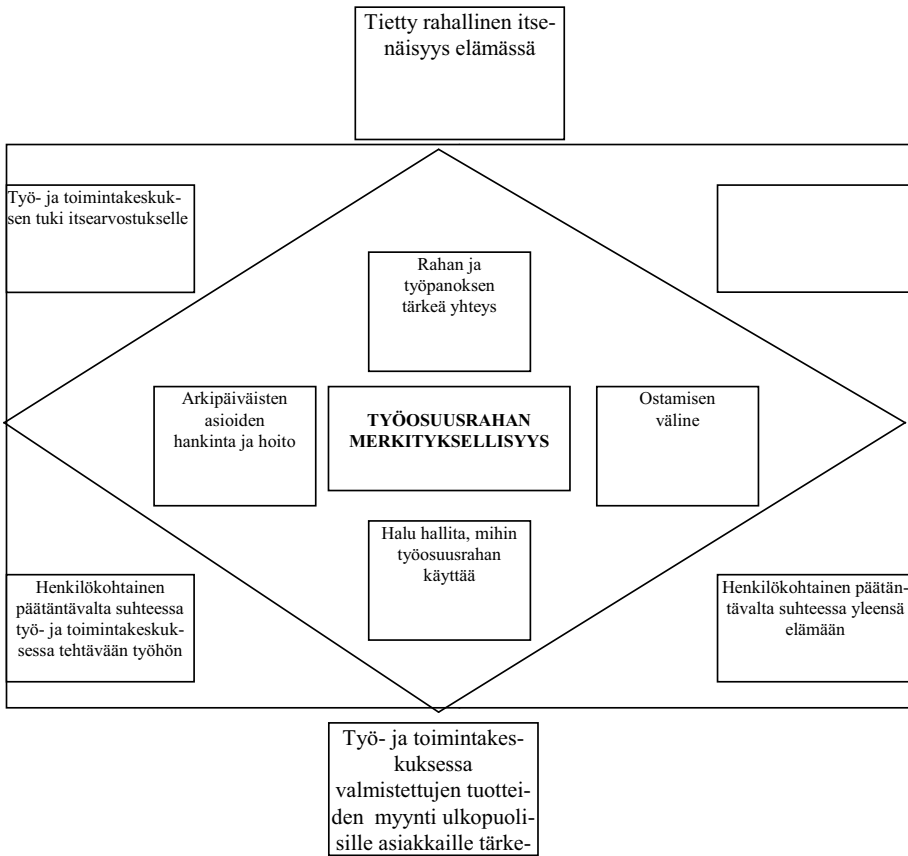 Tietty rahallinen itse-
näisyys elämässä
Työ- ja toimintakeskuk-
sen tuki itsearvostukselle
Rahan ja
työpanoksen
tärkeä yhteys
Arkipäiväisten
asioiden
hankinta ja hoito
TYÖOSUUSRAHAN
MERKITYKSELLISYYS
Ostamisen
väline
Halu hallita, mihin
työosuusrahan
käyttää
Henkilökohtainen
päätäntävalta suhteessa
työ- ja toimintakeskuk-
sessa tehtävään työhön
Henkilökohtainen päätän-
tävalta suhteessa yleensä
elämään
Työ- ja toimintakes-
kuksessa
valmistettujen tuottei-
den  myynti ulkopuoli-
sille asiakkaille tärke-